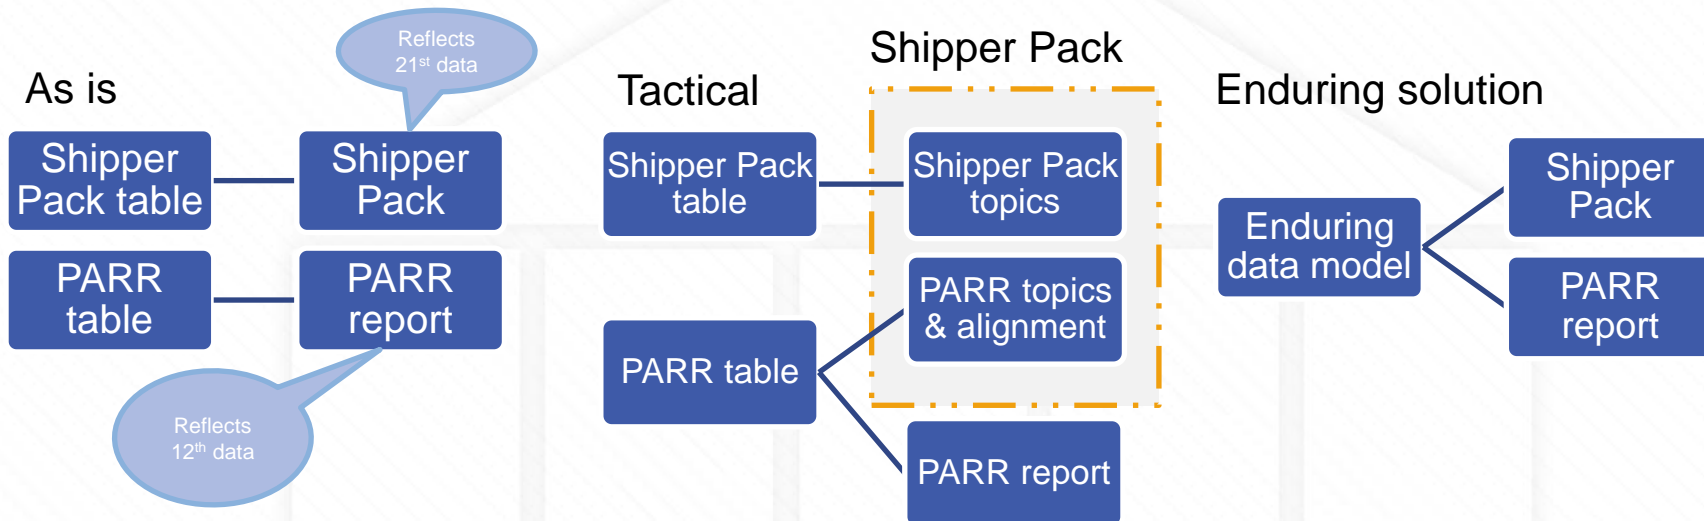 As is
Reflects
21st data
Shipper
Pack table
Shipper
Pack
PARR
table
PARR
report
Reflects
12th data
Tactical
Shipper Pack
Shipper Pack
table
Shipper Pack
topics
PARR topics
& alignment
PARR table
PARR report
Enduring solution
Enduring
data model
Shipper
Pack
PARR
report